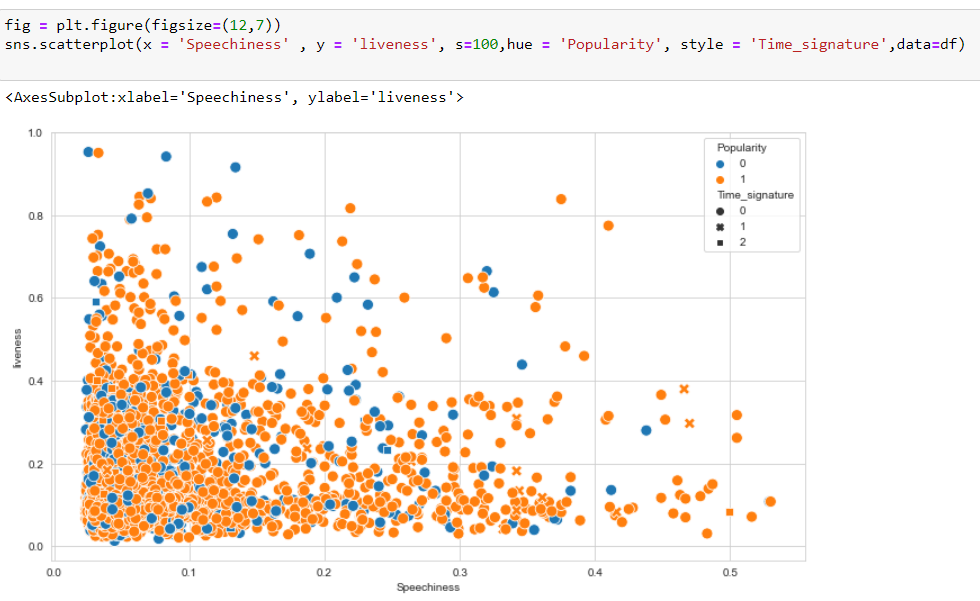 fig = plt.figure(figsize=(12,7))
sns.scatterplot(x = 'Speechiness' , y = 'liveness', s=100,hue = 'Popularity', style = 'Time_signature',data=df)
<AxesSubplot:xlabel='Speechiness', ylabel='liveness'>
1.0
0.8
0.6
0.4
0.2
0.0
liveness
Popularity
0
1
Time_signature
0
1
2
0.0 0.1 0.2 0.3 0.4 0.5
Speechiness